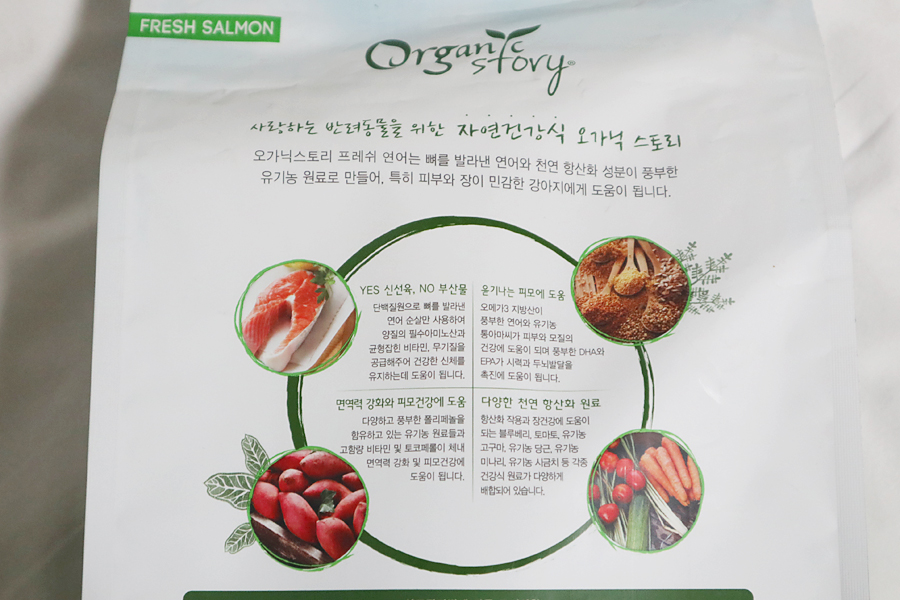 FRESH SALMON
Organic
story
사랑하는 반려동물을 위한 자연건강식 오가닉 스토리
오가닉스토리 프레쉬 연어는 뼈를 발라낸 연어와 천연 항산화 성분이 풍부한
유기농 원료로 만들어, 특히 피부와 장이 민감한 강아지에게 도움이 됩니다.
YES 신선육, NO 부산물
단백질원으로 뼈를 발라낸
연어 순살만 사용하여
양질의 필수아미노산과
균형잡힌 비타민, 무기질을
공급해주어 건강한 신체를
유지하는데 도움이 됩니다.
윤기나는 피모에 도움
오메가3 지방산이
풍부한 연어와 유기농
통아마씨가 피부와 모질의
건강에 도움이 되며 풍부한 DHA와
EPA가 시력과 두뇌발달을
촉진에 도움이 됩니다.
면역력 강화와 피모건강에 도움
다양하고 풍부한 폴리페놀을
함유하고 있는 유기농 원료들과
고함량 비타민 및 토코페롤이 체내
면역력 강화 및 피모건강에
도움이 됩니다.
다양한 천연 항산화 원료
항산화 작용과 장건강에 도움이
되는 블루베리, 토마토, 유기농
고구마, 유기농 당근, 유기농
미나리, 유기농 시금치 등 각종
건강식 원료가 다양하게
배합되어 있습니다.